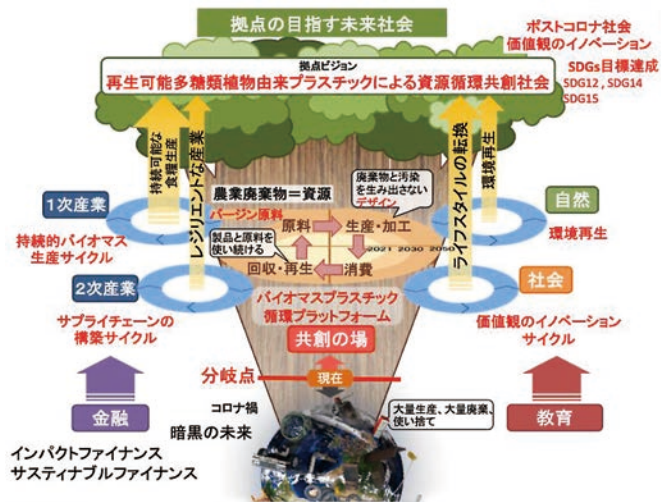 拠点の目指す未来社会
ポストコロナ社会
価値観のイノベーション
拠点ビジョン
再生可能多糖類植物由来プラスチックによる資源循環共創社会
SDGs目標達成
SDG12 , SDG14
SDG15
持続可能な
食糧生産
レジリエントな産業
ライフスタイルの転換
環境再生
農業廃棄物＝資源
廃棄物と汚染
を生み出さない
デザイン
バージン原料
1次産業
原料
生産・加工
自然
2021 2030 2050
持続的バイオマス
生産サイクル
製品と原料を
使い続ける
環境再生
回収・再生
消費
2次産業
社会
バイオマスプラスチック
循環プラットフォーム
サプライチェーンの
構築サイクル
価値観のイノベーション
サイクル
共創の場
分岐点
現在
金融
コロナ禍
暗黒の未来
大量生産、大量廃棄、
使い捨て
教育
インパクトファイナンス
サスティナブルファイナンス